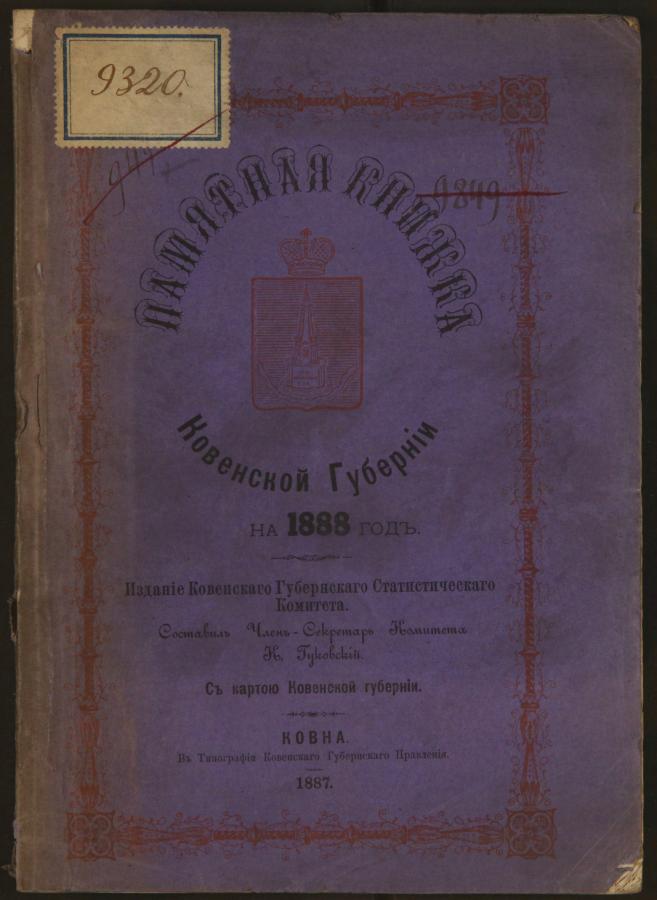 9320.
9849
ПАМЯТНАЯ КНИЖКА
Ковенской Губерніи
НА 1888 ГОДЪ.
Изданіе Ковенскаго Губернскаго Статистическаго
Комитета.
Составилъ Членъ-Секретарь Комитета
К. Гуковскій.
Съ картою Ковенской губерніи.
КОВНА.
Въ Типографіи Ковенскаго Губернскаго Правленія.
1887.